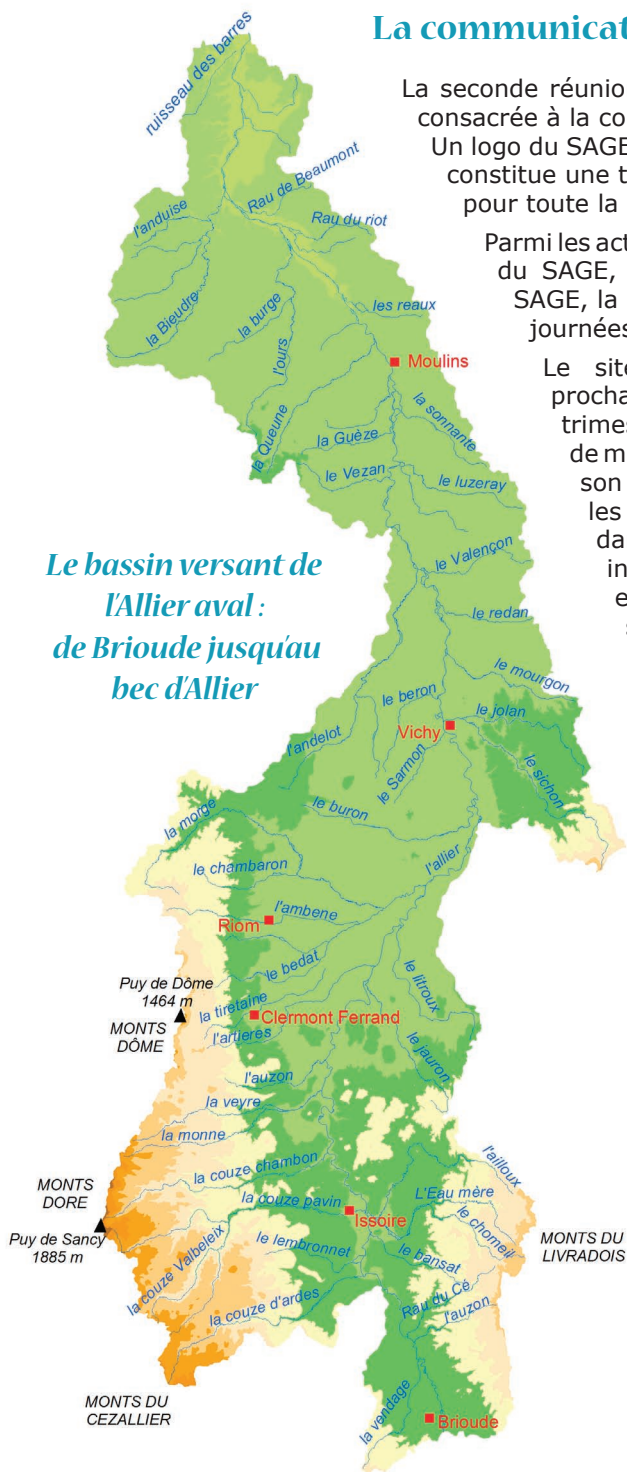 La communicat
La seconde réunio
consacrée à la co
Un logo du SAGE
constitue une t
pour toute la
Parmi les act
du SAGE,
SAGE, la
journées
Le site
procha
trimes
de m
son
les
da
in
e
s
Le bassin versant de
l'Allier aval :
de Brioude jusqu'au
bec d'Allier
ruisseau des barres
Rau de Beaumont
l'anduise
Rau du riot
la Bieudre
la burge
les reaux
l'ours
Moulins
la Queune
la sonnante
la Guèze
le Vezan
le luzeray
le Valençon
le redan
le mourgon
le beron
le jolan
Vichy
l'andelot
le Sarmon
le sichon
la morge
le buron
l'allier
le chambaron
l'ambene
Riom
le bedat
le litroux
Puy de Dôme
1464 m
la tiretaine
Clermont Ferrand
MONTS
DÔME
l'artieres
le jauron
l'auzon
la veyre
la monne
l'ailloux
la couze chambon
MONTS
DORE
L'Eau mère
la couze pavin
Issoire
le chomeil
Puy de Sancy
1885 m
MONTS DU
LIVRADOIS
la couze Valbeleix
le lembronnet
le bansat
Rau du Cé
la couze d'ardes
l'auzon
MONTS DU
CEZALLIER
la vendage
Brioude